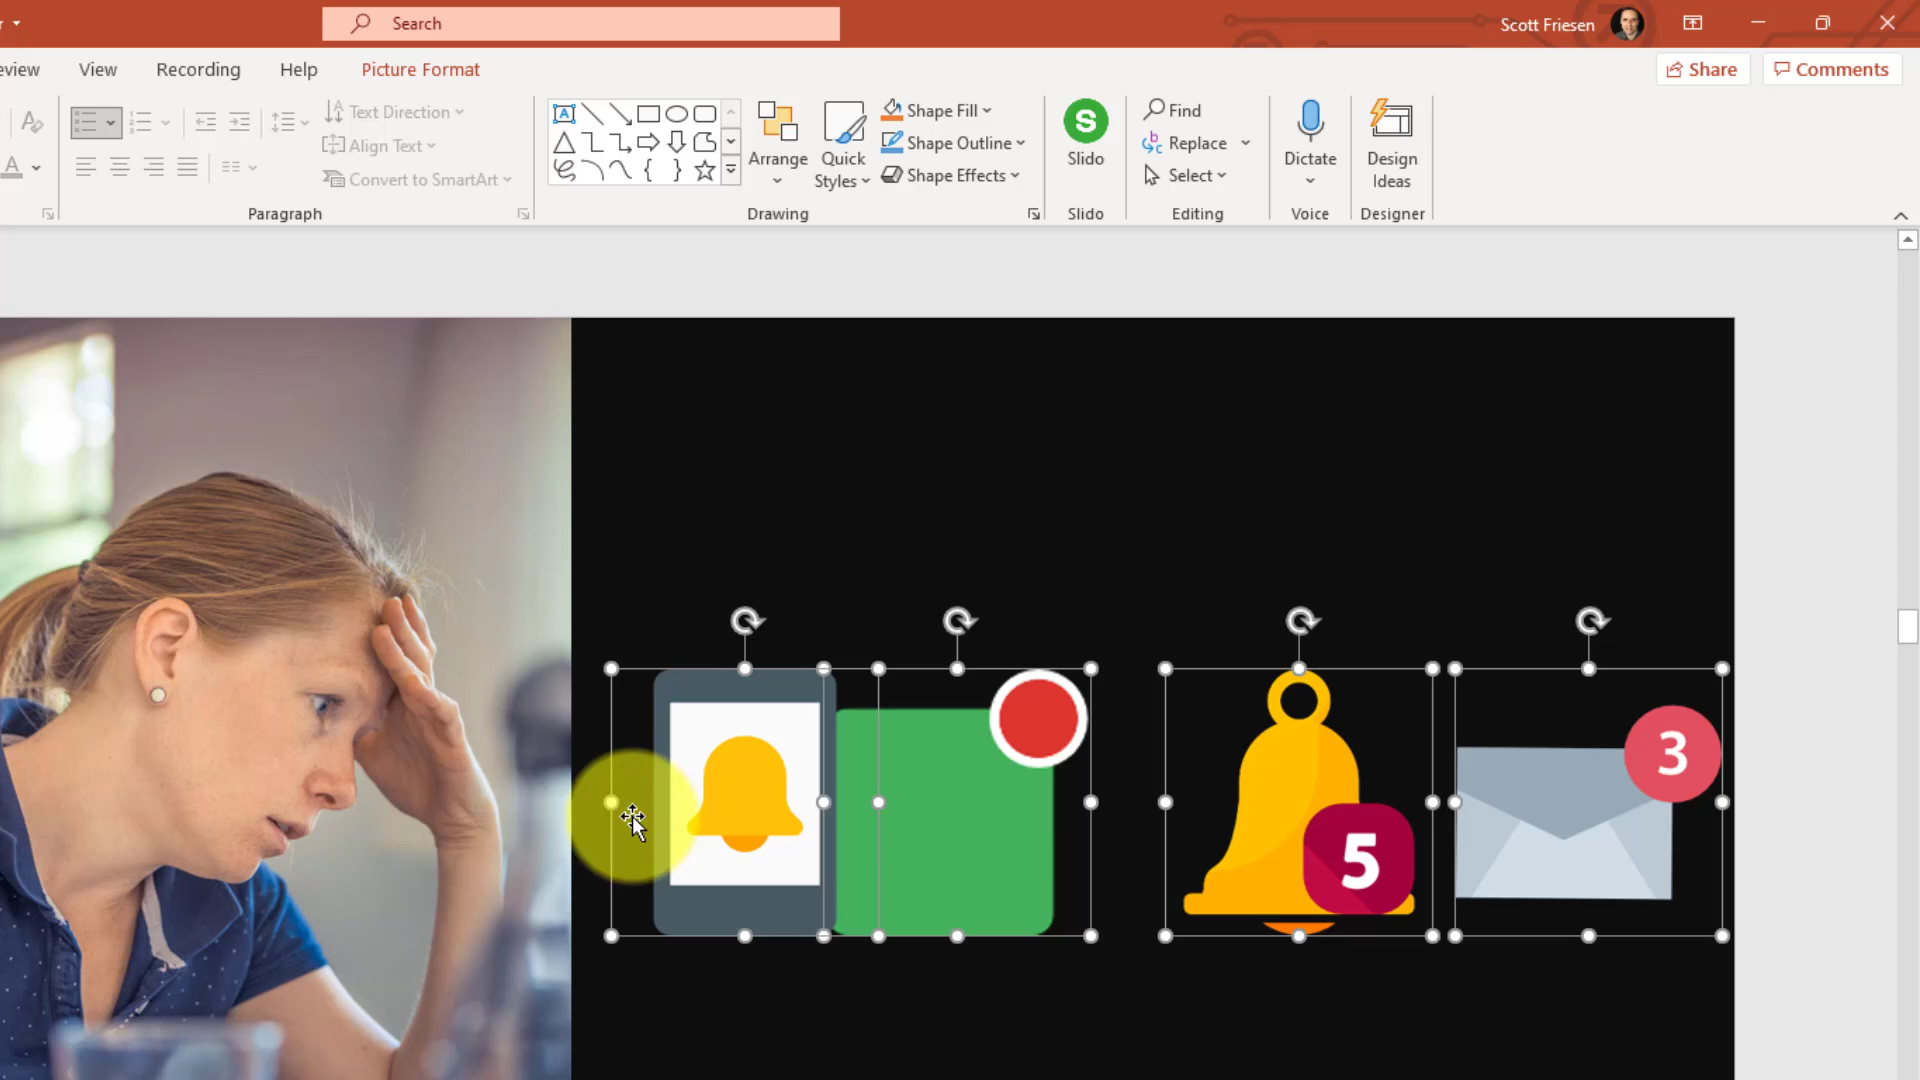 Search
Scott Friesen
View
Recording
Help
Picture Format
Share
Comments
Text Direction
Align Text
Convert to SmartArt
Paragraph
A
Arrange
Quick
Styles
Shape Fill
Shape Outline
Shape Effects
Drawing
S
Slido
Slido
Find
Replace
Select
Editing
Dictate
Voice
Design
Ideas
Designer
5
3